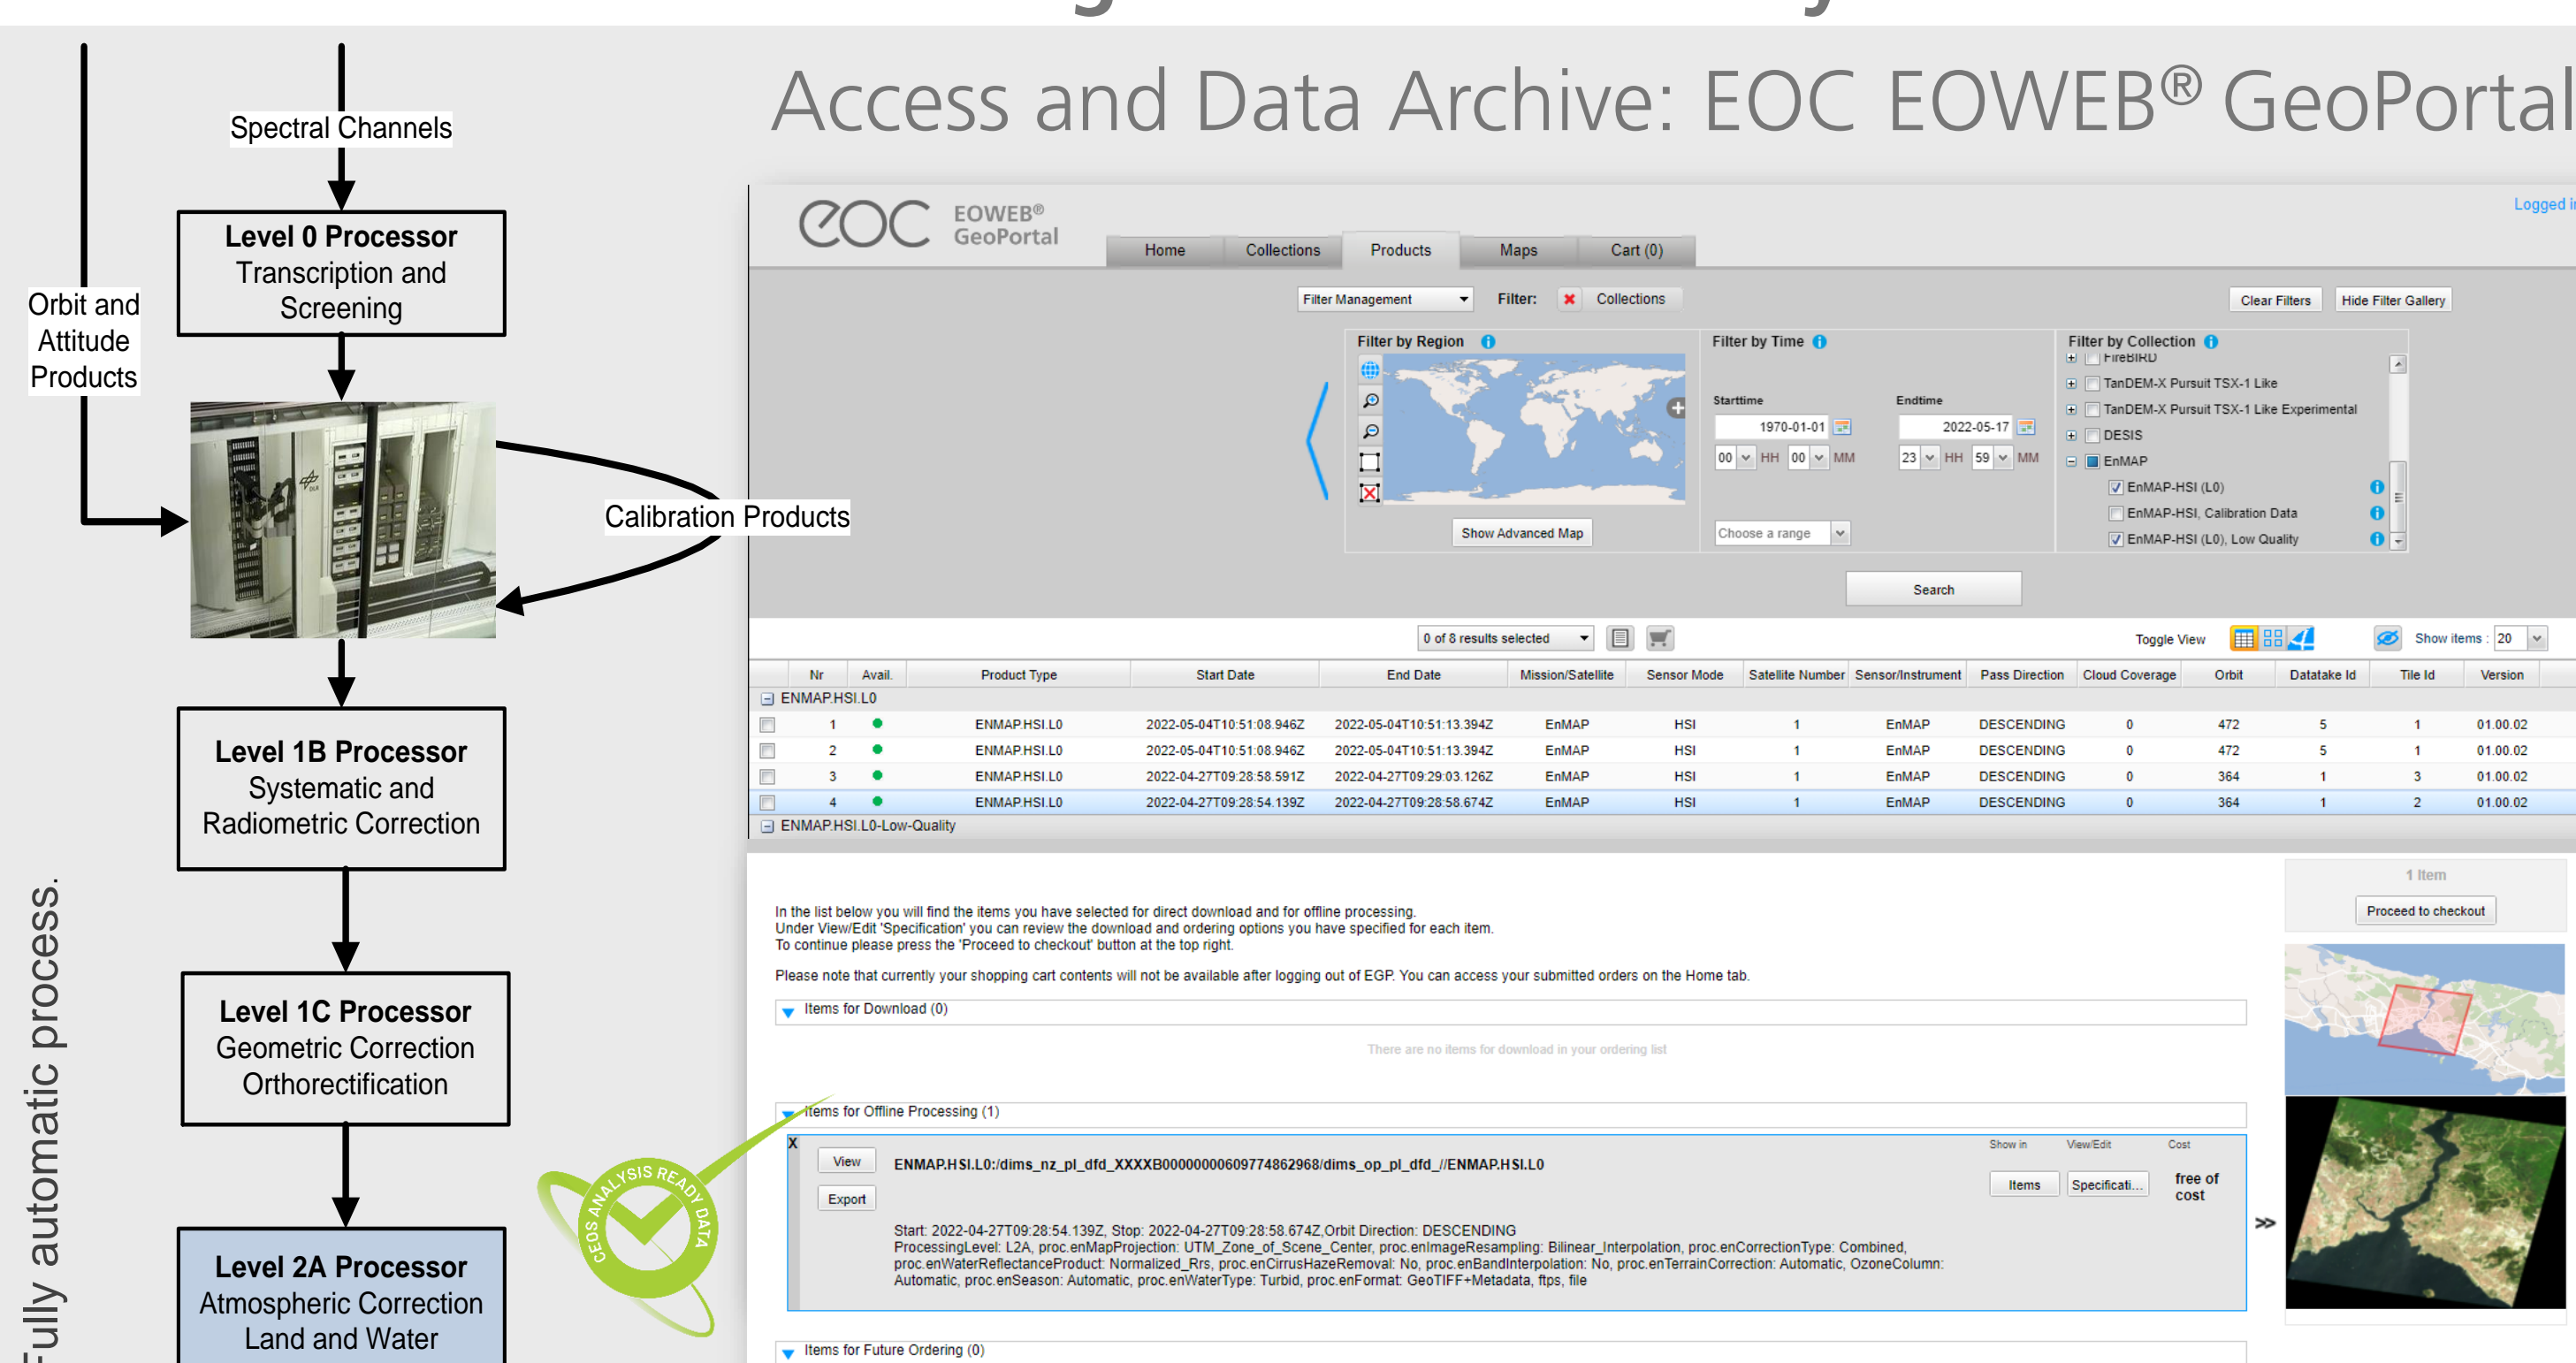 Access and Data Archive: EOC EOWEB® GeoPortal
Spectral Channels
Level 0 Processor
Transcription and
Screening
Orbit and
Attitude
Products
Calibration Products
Level 1B Processor
Systematic and
Radiometric Correction
Level 1C Processor
Geometric Correction
Orthorectification
Level 2A Processor
Atmospheric Correction
Land and Water
Fully automatic process.
CEOS ANALYSIS READY DATA
DLR
eoc EOWEB®
GeoPortal
Logged in
Home Collections Products Maps Cart (0)
Filter Management Filter: Collections Clear Filters Hide Filter Gallery
Filter by Region
Show Advanced Map
Filter by Time
Starttime Endtime
1970-01-01 2022-05-17
00 HH 00 MM 23 HH 59 MM
Choose a range
Filter by Collection
FireBIRD
TanDEM-X Pursuit TSX-1 Like
TanDEM-X Pursuit TSX-1 Like Experimental
DESIS
EnMAP
EnMAP-HSI (L0)
EnMAP-HSI, Calibration Data
EnMAP-HSI (L0), Low Quality
Search
0 of 8 results selected Toggle View Show items : 20
Nr Avail. Product Type Start Date End Date Mission/Satellite Sensor Mode Satellite Number Sensor/Instrument Pass Direction Cloud Coverage Orbit Datatake Id Tile Id Version
ENMAP.HSI.L0
1 ENMAP.HSI.L0 2022-05-04T10:51:08.946Z 2022-05-04T10:51:13.394Z EnMAP HSI 1 EnMAP DESCENDING 0 472 5 1 01.00.02
2 ENMAP.HSI.L0 2022-05-04T10:51:08.946Z 2022-05-04T10:51:13.394Z EnMAP HSI 1 EnMAP DESCENDING 0 472 5 1 01.00.02
3 ENMAP.HSI.L0 2022-04-27T09:28:58.591Z 2022-04-27T09:29:03.126Z EnMAP HSI 1 EnMAP DESCENDING 0 364 1 3 01.00.02
4 ENMAP.HSI.L0 2022-04-27T09:28:54.139Z 2022-04-27T09:28:58.674Z EnMAP HSI 1 EnMAP DESCENDING 0 364 1 2 01.00.02
ENMAP.HSI.L0-Low-Quality
1 Item
Proceed to checkout
In the list below you will find the items you have selected for direct download and for offline processing.
Under View/Edit 'Specification' you can review the download and ordering options you have specified for each item.
To continue please press the 'Proceed to checkout' button at the top right.
Please note that currently your shopping cart contents will not be available after logging out of EGP. You can access your submitted orders on the Home tab.
Items for Download (0)
There are no items for download in your ordering list
Items for Offline Processing (1)
X
View ENMAP.HSI.L0:/dims_nz_pl_dfd_XXXXB00000000609774862968/dims_op_pl_dfd_//ENMAP.HSI.L0
Export
Show in View/Edit Cost
Items Specificati... free of
cost
Start: 2022-04-27T09:28:54.139Z, Stop: 2022-04-27T09:28:58.674Z,Orbit Direction: DESCENDING
ProcessingLevel: L2A, proc.enMapProjection: UTM_Zone_of_Scene_Center, proc.enImageResampling: Bilinear_Interpolation, proc.enCorrectionType: Combined,
proc.enWaterReflectanceProduct: Normalized_Rrs, proc.enCirrusHazeRemoval: No, proc.enBandInterpolation: No, proc.enTerrainCorrection: Automatic, OzoneColumn:
Automatic, proc.enSeason: Automatic, proc.enWaterType: Turbid, proc.enFormat: GeoTIFF+Metadata, ftps, file
>>
Items for Future Ordering (0)